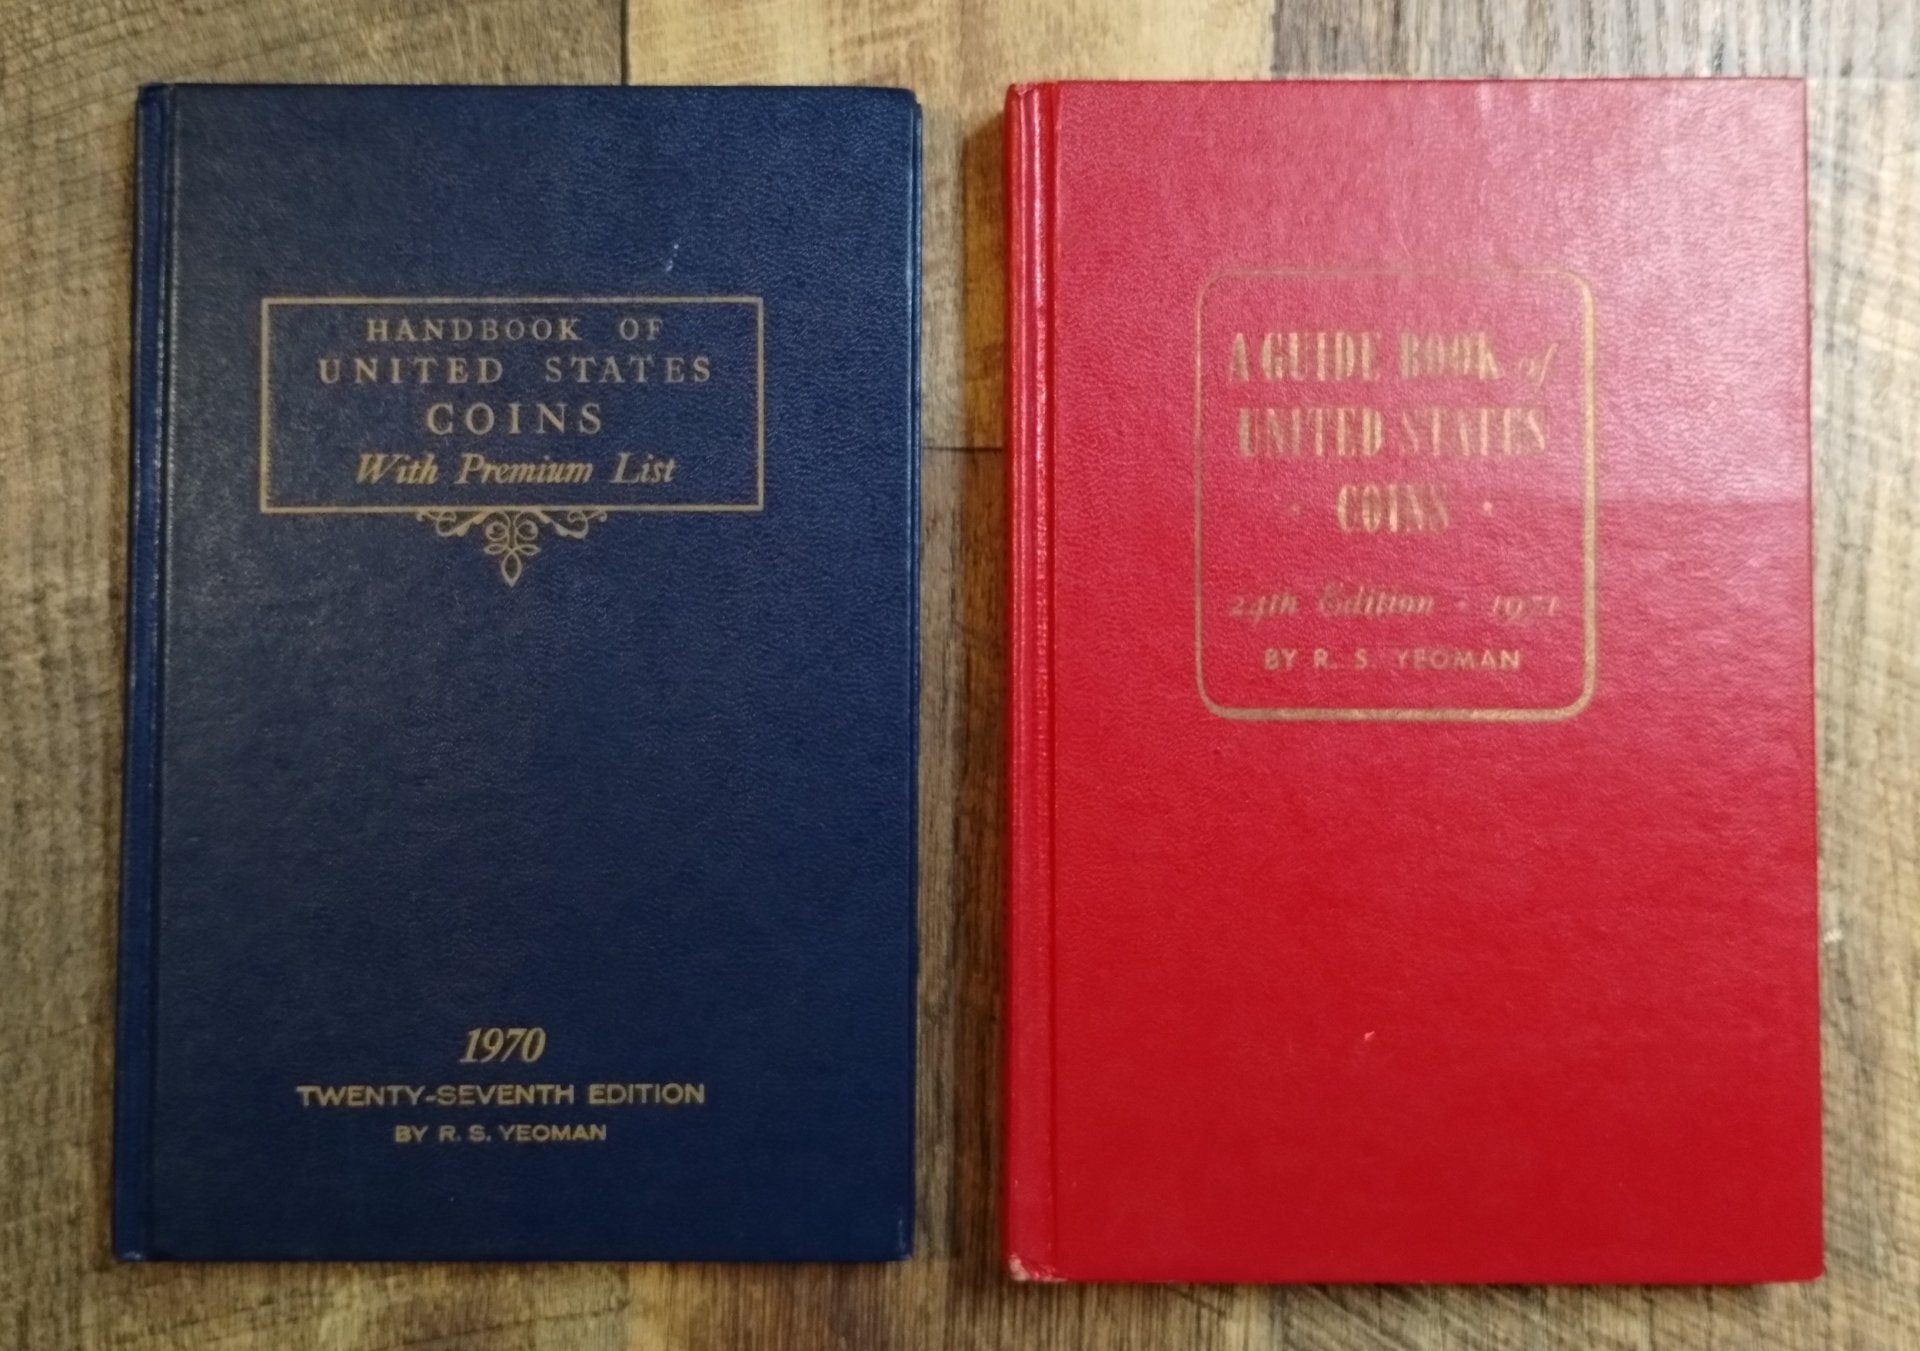 HANDBOOK OF
UNITED STATES
COINS
With Premium List
1970
TWENTY-SEVENTH EDITION
BY R. S. YEOMAN
A GUIDE BOOK of
UNITED STATES
· COINS ·
24th Edition · 1971
BY R. S. YEOMAN